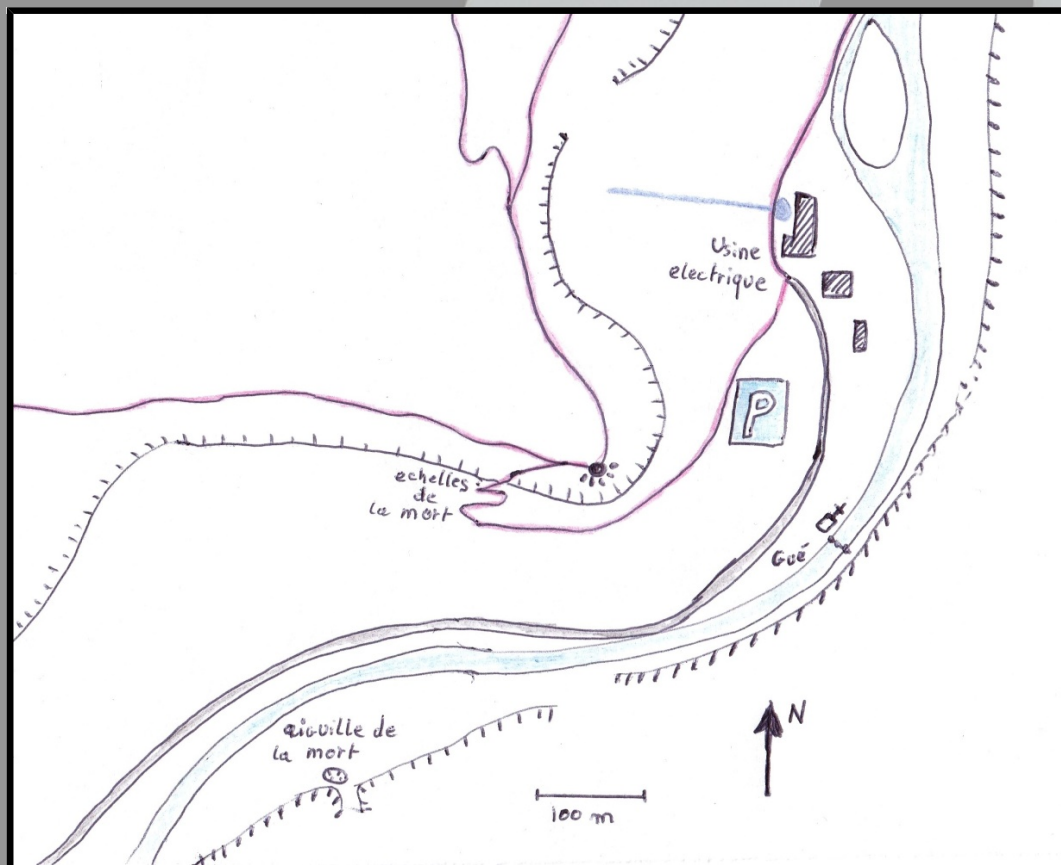 Usine
electrique
P
echelles
de
la mort
Gué
aiguille de
la mort
N
100 m